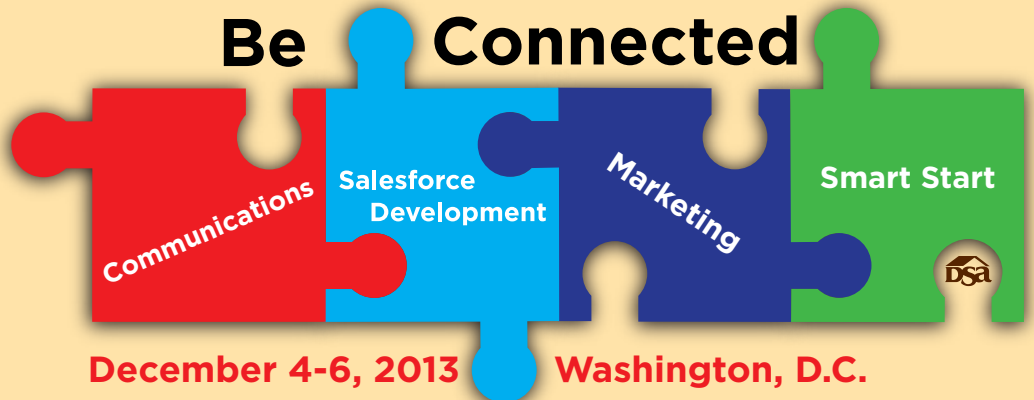 Be Connected
Communications
Salesforce
Development
Marketing
Smart Start
DSa
December 4-6, 2013 Washington, D.C.